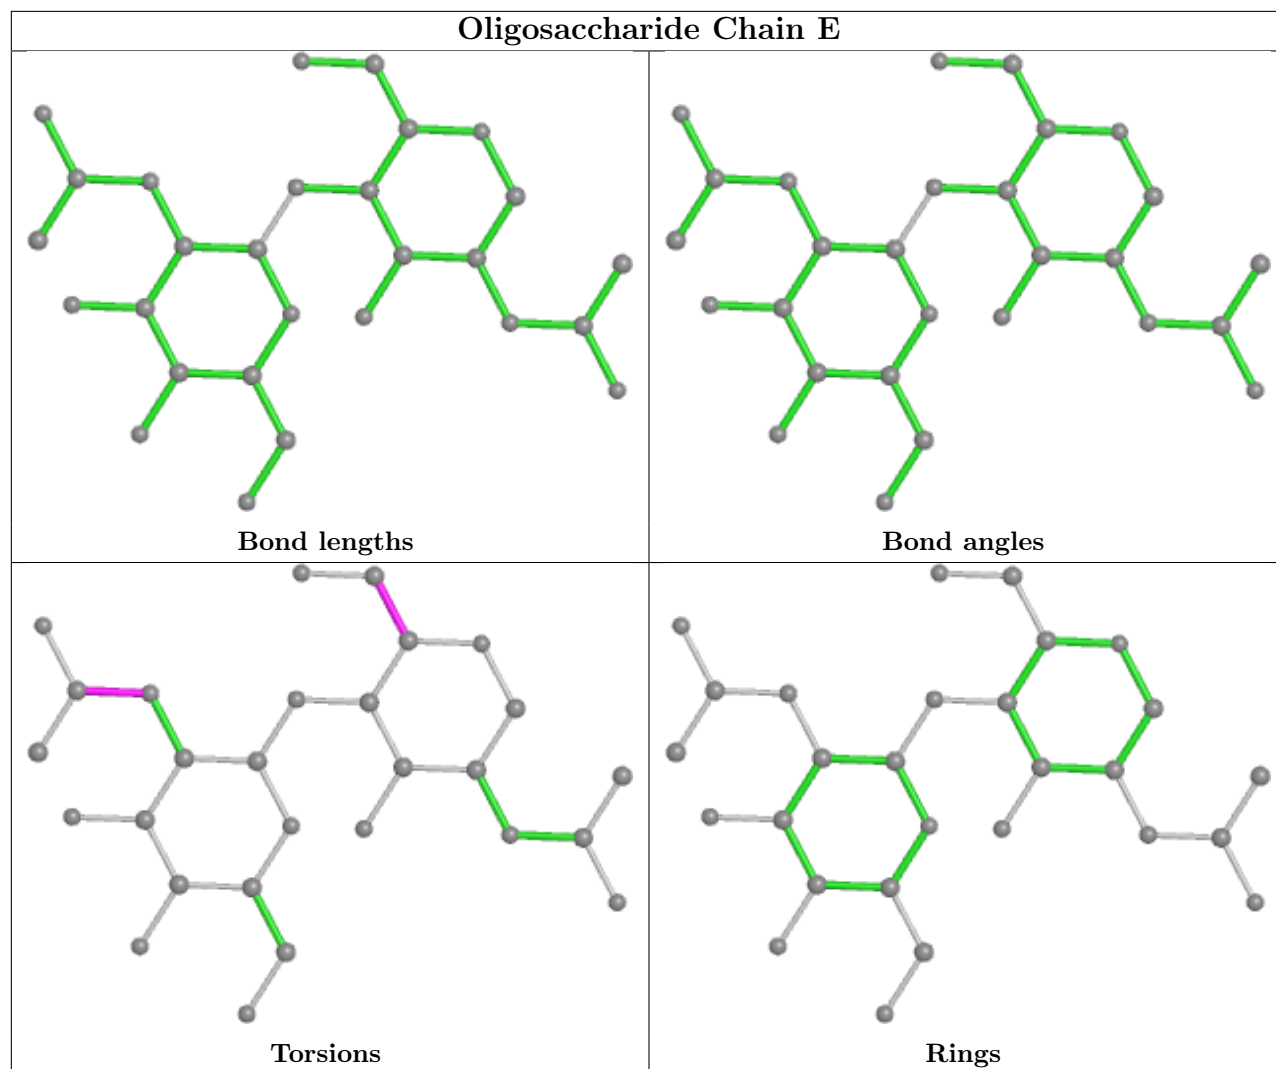 Oligosaccharide Chain E
Bond lengths
Bond angles
Torsions
Rings